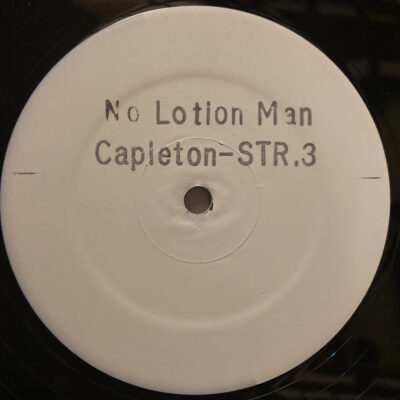 No Lotion Man
Capleton-STR.3